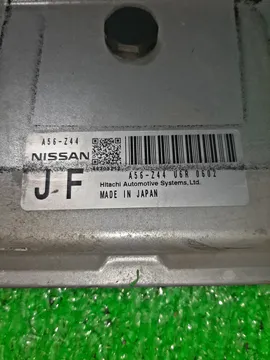 A56-Z44
NISSAN
A56-Z44 06R 0602
J F
Hitachi Automotive Systems,Ltd.
MADE IN JAPAN